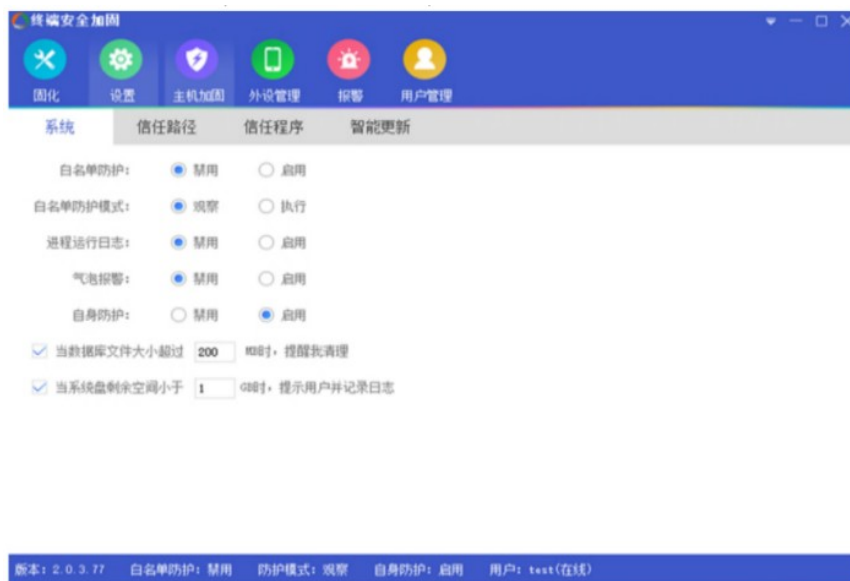 终端安全加固
固化 设置 主机加固 外设管理 报警 用户管理
系统 信任路径 信任程序 智能更新
白名单防护: 禁用 启用
白名单防护模式: 观察 执行
进程运行日志: 禁用 启用
气泡报警: 禁用 启用
自身防护: 禁用 启用
当数据库文件大小超过 200 MB时，提醒我清理
当系统盘剩余空间小于 1 GB时，提示用户并记录日志
版本: 2.0.3.77 白名单防护: 禁用 防护模式: 观察 自身防护: 启用 用户: test(在线)